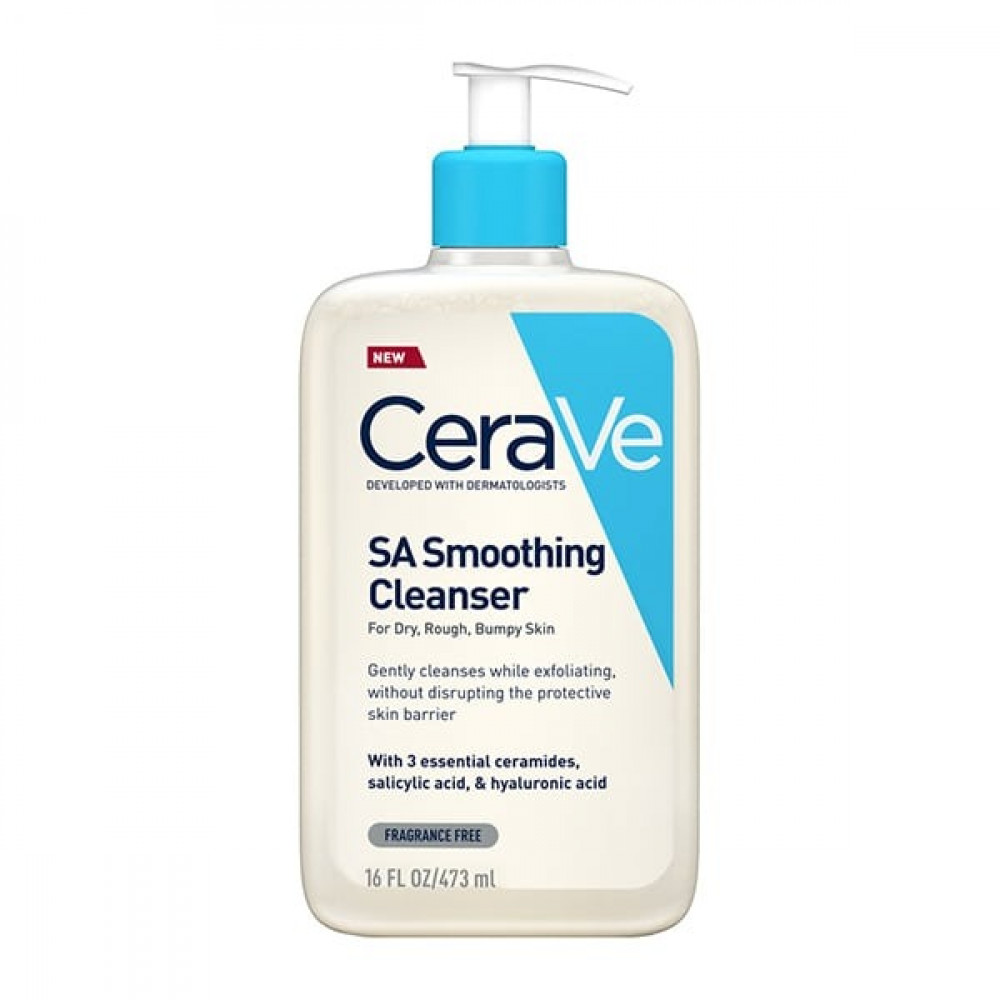 NEW
CeraVe
DEVELOPED WITH DERMATOLOGISTS
SA Smoothing
Cleanser
For Dry, Rough, Bumpy Skin
Gently cleanses while exfoliating,
without disrupting the protective
skin barrier
With 3 essential ceramides,
salicylic acid, & hyaluronic acid
FRAGRANCE FREE
16 FL OZ/473 ml